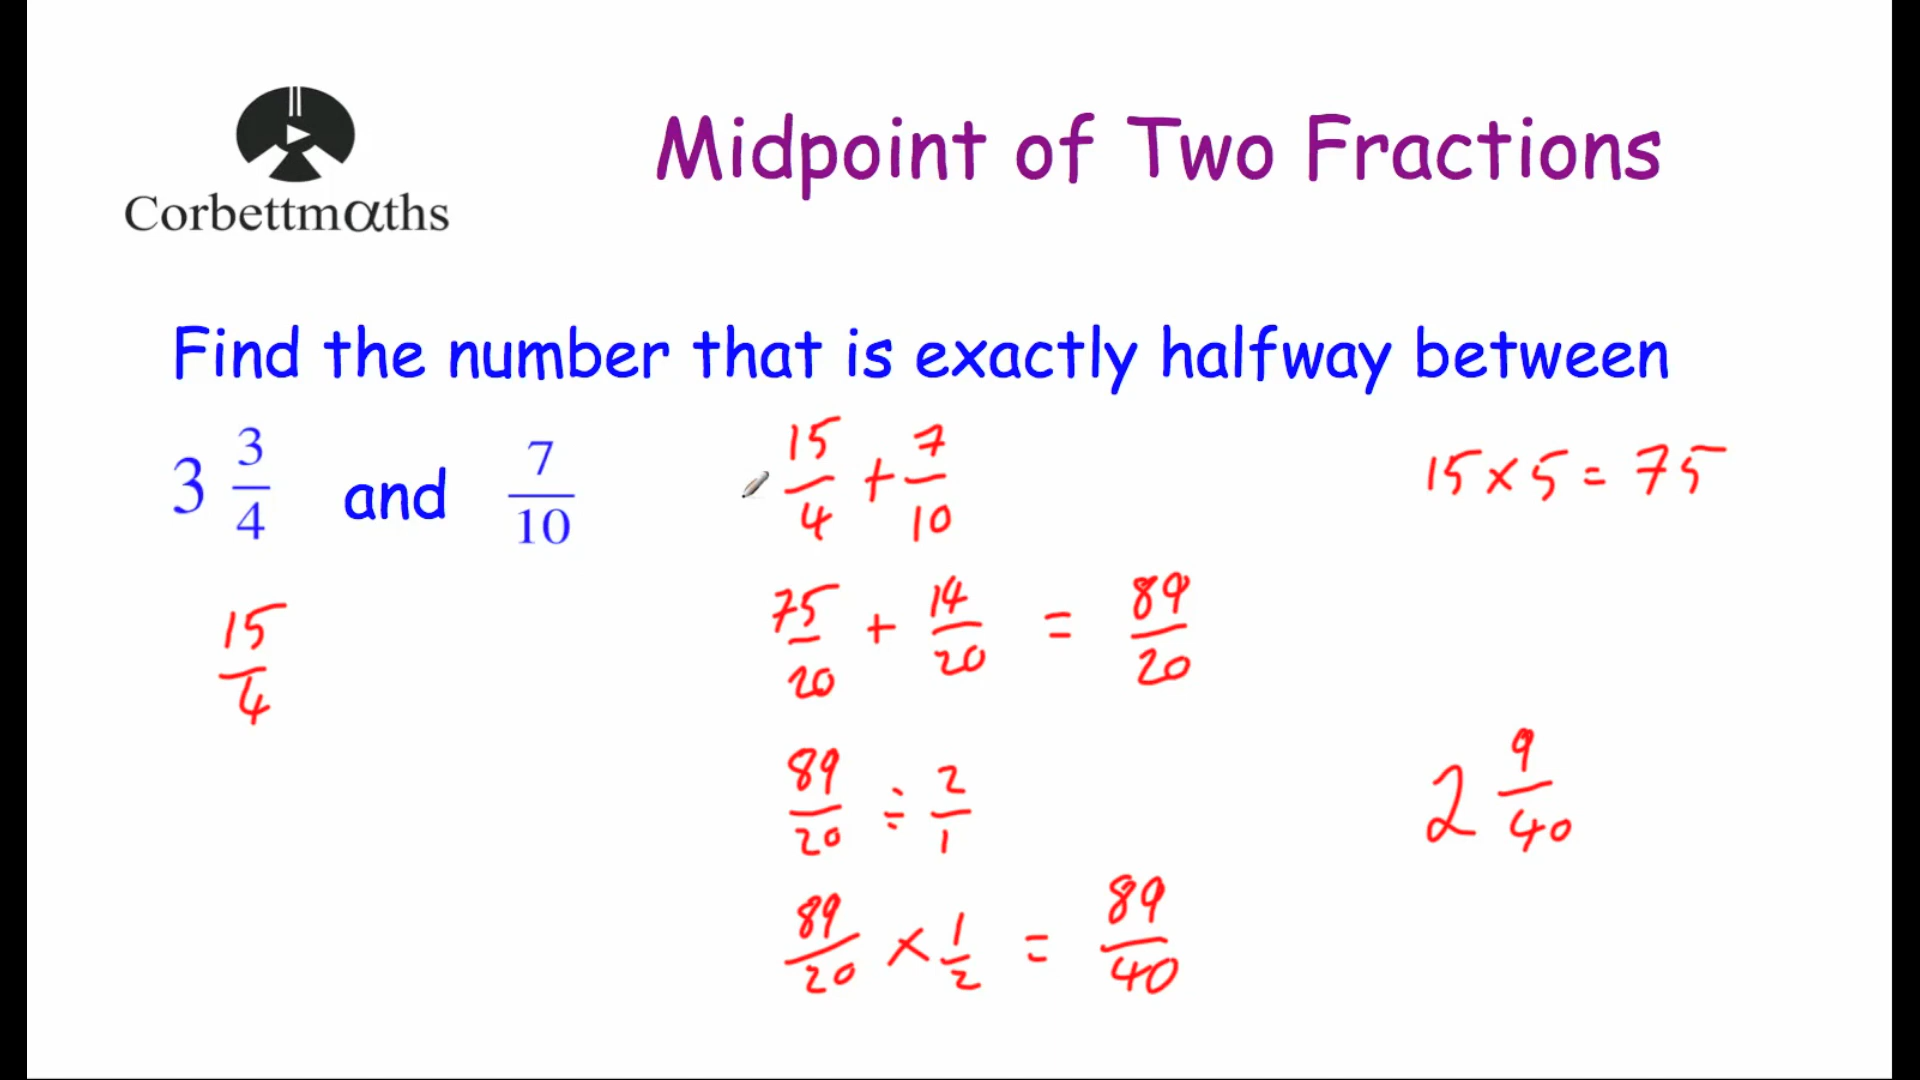 Corbettmαths
Midpoint of Two Fractions
Find the number that is exactly halfway between
3 3/4 and 7/10
15/4 + 7/10
15 × 5 = 75
15/4
75/20 + 14/20 = 89/20
89/20 ÷ 2/1
2 9/40
89/20 × 1/2 = 89/40